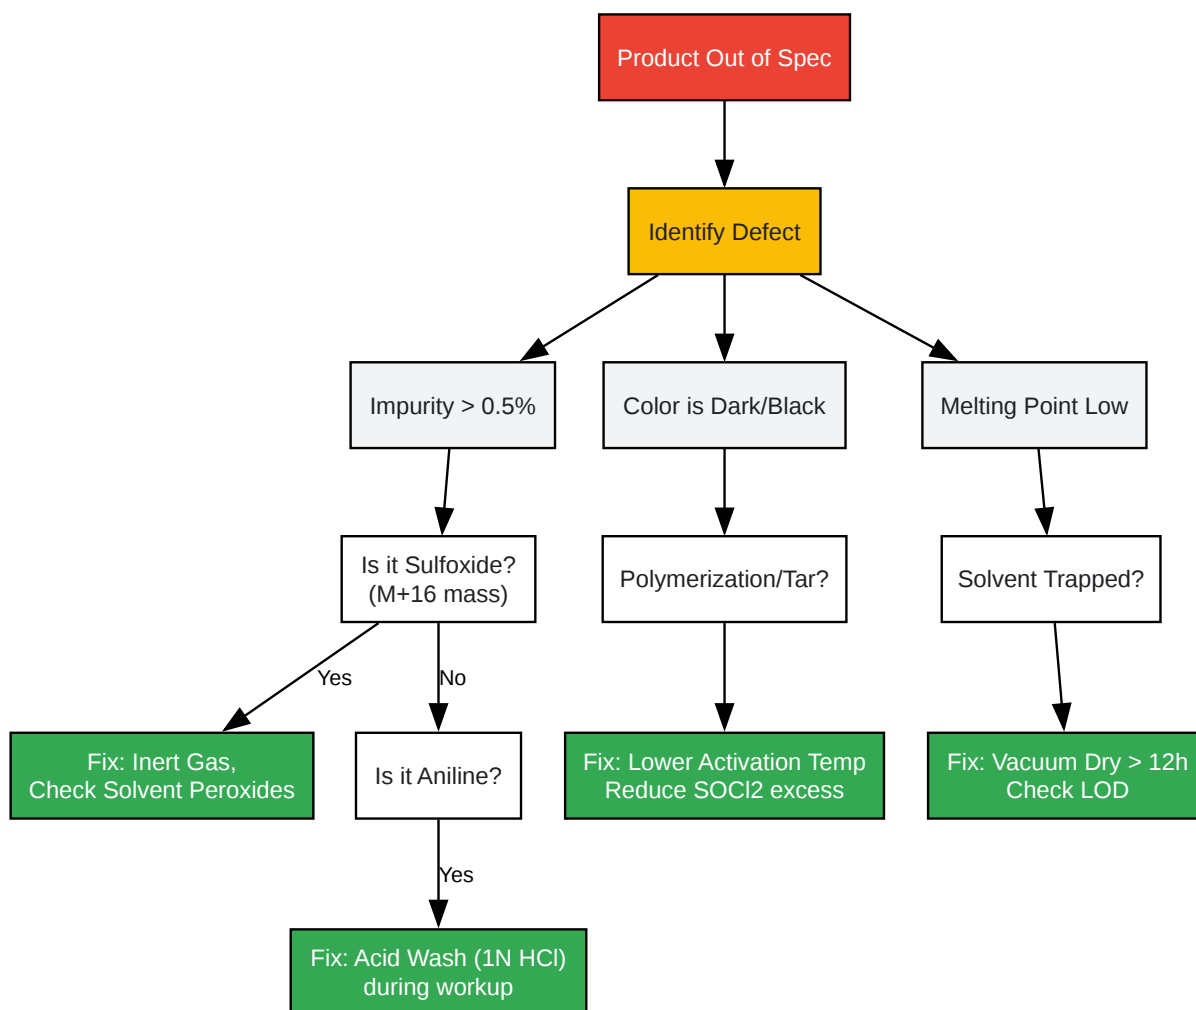 Product Out of Spec
Identify Defect
Impurity > 0.5%
Color is Dark/Black
Melting Point Low
Is it Sulfoxide?
(M+16 mass)
Polymerization/Tar?
Solvent Trapped?
Yes
No
Fix: Inert Gas,
Check Solvent Peroxides
Is it Aniline?
Fix: Lower Activation Temp
Reduce SOCl2 excess
Fix: Vacuum Dry > 12h
Check LOD
Yes
Fix: Acid Wash (1N HCl)
during workup